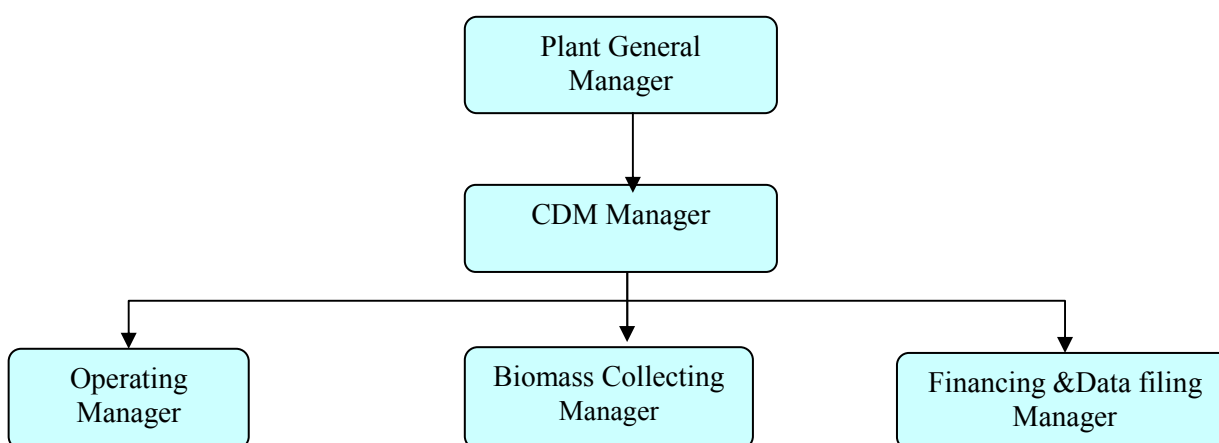 Plant General
Manager
CDM Manager
Operating
Manager
Biomass Collecting
Manager
Financing &Data filing
Manager